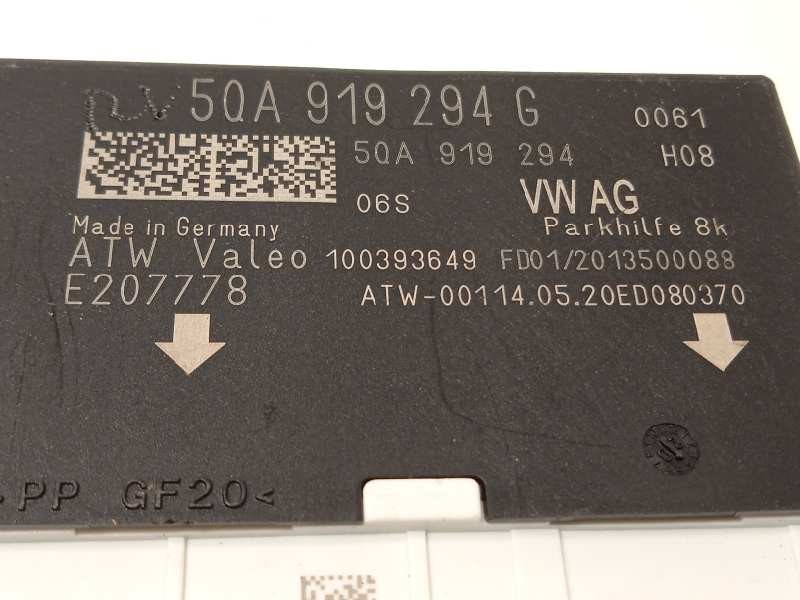 5QA 919 294 G 0061
5QA 919 294 H08
06S VW AG
Made in Germany Parkhilfe 8k
ATW Valeo 100393649 FD01/2013500088
E207778 ATW-00114.05.20ED080370
PP GF20<